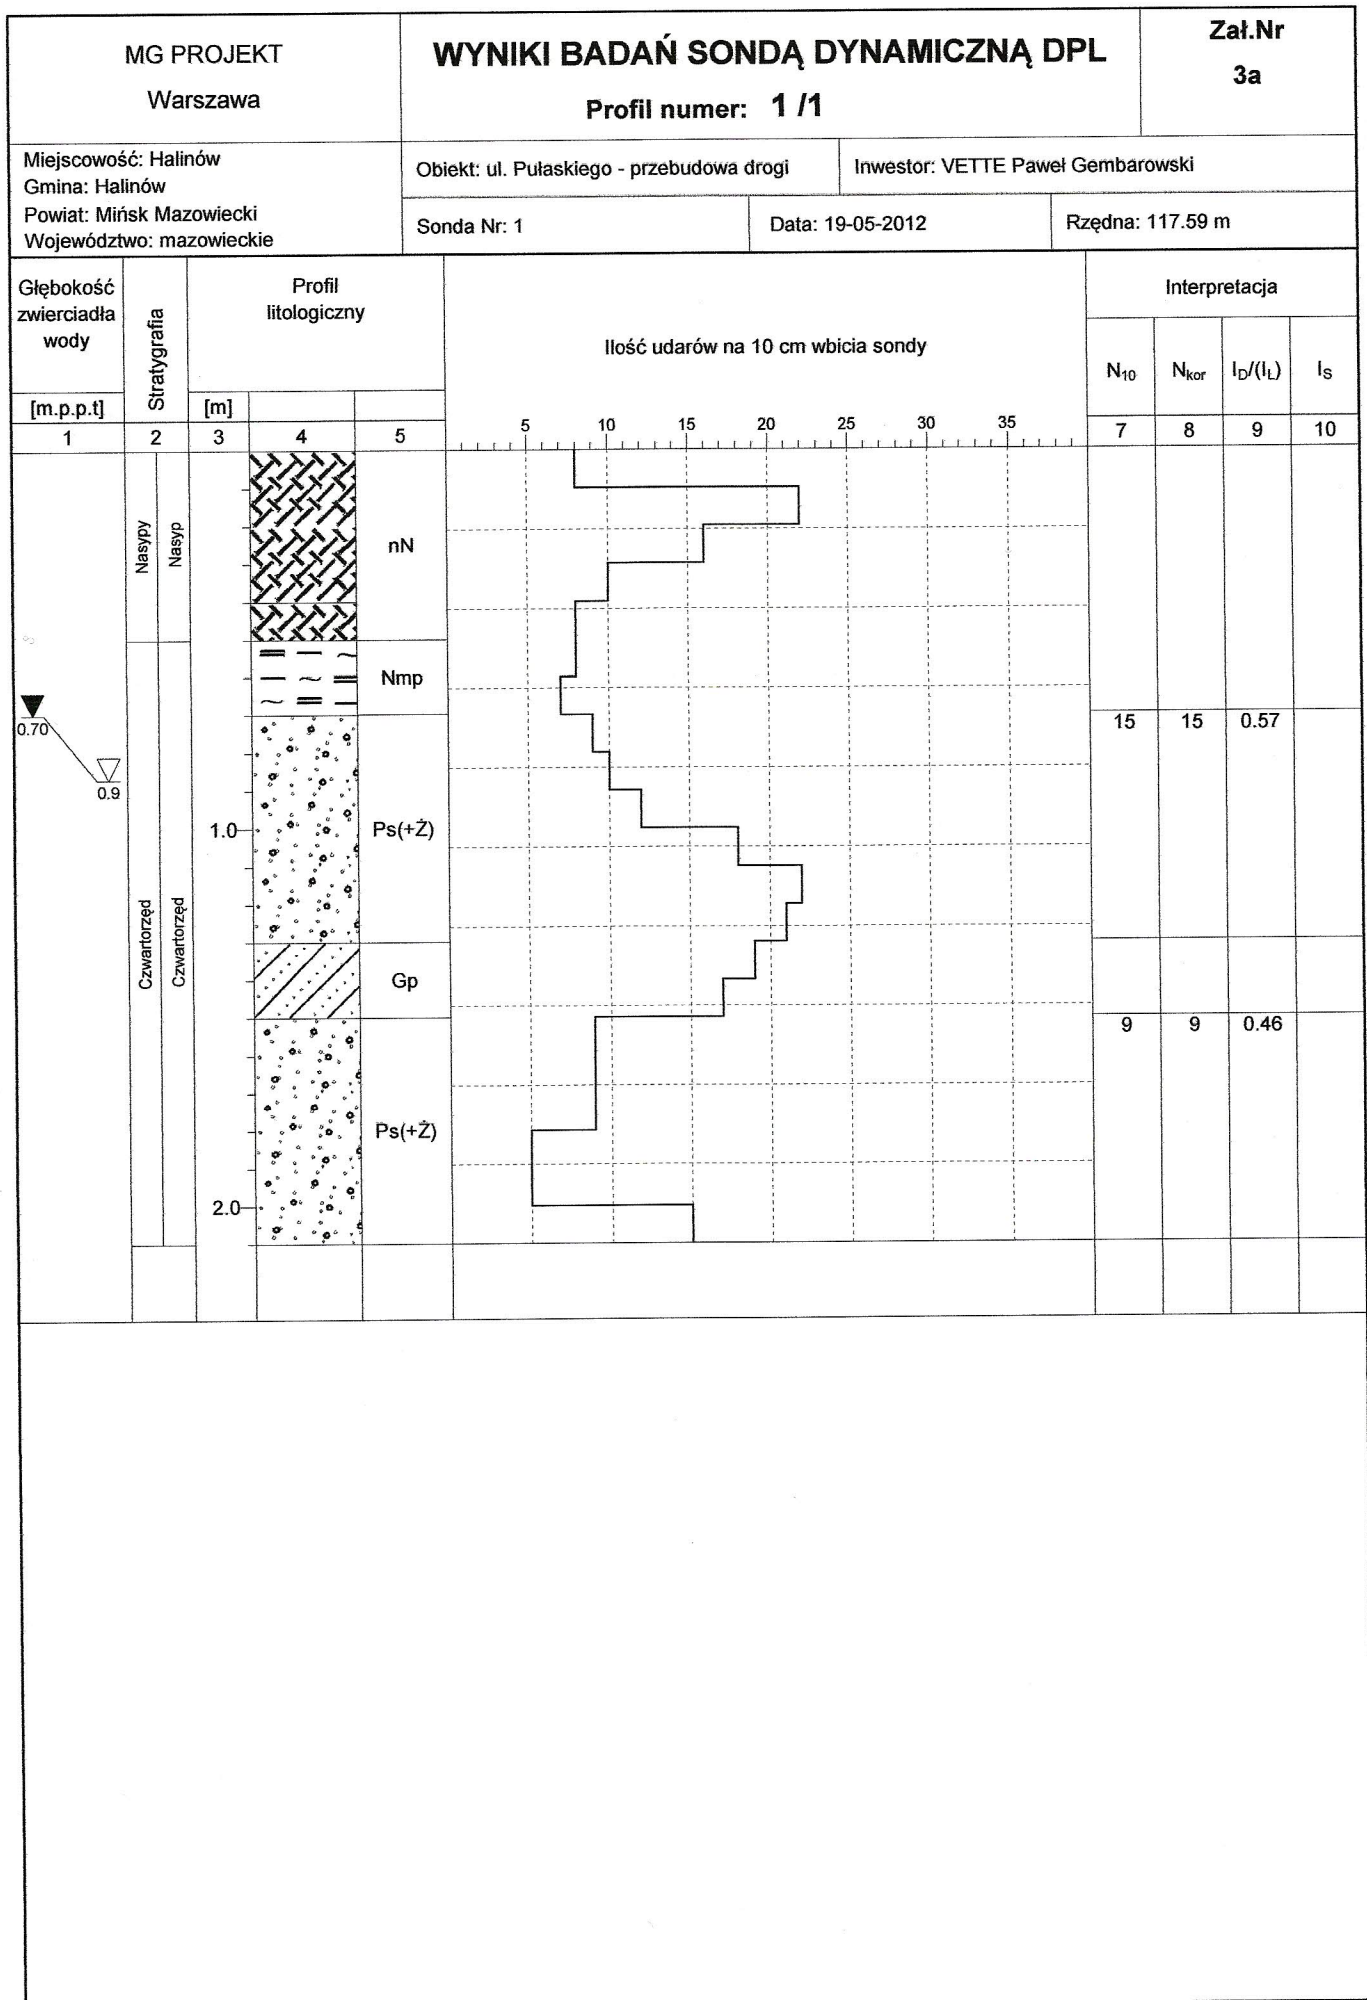 MG PROJEKT
Warszawa
WYNIKI BADAŃ SONDĄ DYNAMICZNĄ DPL
Profil numer: 1 /1
Zał.Nr
3a
Miejscowość: Halinów
Gmina: Halinów
Powiat: Mińsk Mazowiecki
Województwo: mazowieckie
Obiekt: ul. Pułaskiego - przebudowa drogi
Inwestor: VETTE Paweł Gembarowski
Sonda Nr: 1
Data: 19-05-2012
Rzędna: 117.59 m
Głębokość
zwierciadła
wody
[m.p.p.t]
Stratygrafia
Profil
litologiczny
[m]
Ilość udarów na 10 cm wbicia sondy
Interpretacja
N10
Nkor
ID/(IL)
IS
1 2 3 4 5
5 10 15 20 25 30 35
7 8 9 10
Nasypy
Nasyp
nN
Nmp
0.70
0.9
15 15 0.57
1.0
Ps(+Ż)
Czwartorzęd
Czwartorzęd
Gp
9 9 0.46
Ps(+Ż)
2.0